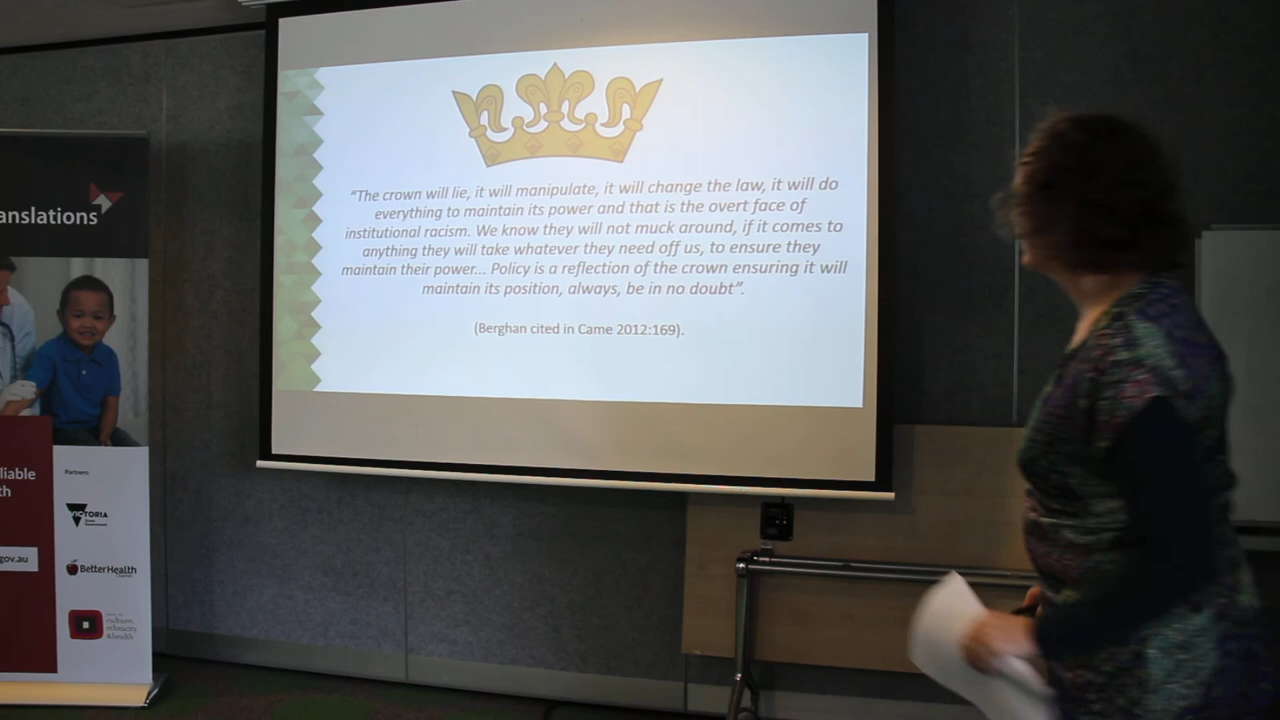 anslations
liable
th
gov.au
Partners:
VICTORIA
State
Government
BetterHealth
Channel
culture,
ethnicity
&health
“The crown will lie, it will manipulate, it will change the law, it will do
everything to maintain its power and that is the overt face of
institutional racism. We know they will not muck around, if it comes to
anything they will take whatever they need off us, to ensure they
maintain their power... Policy is a reflection of the crown ensuring it will
maintain its position, always, be in no doubt”.
(Berghan cited in Came 2012:169).